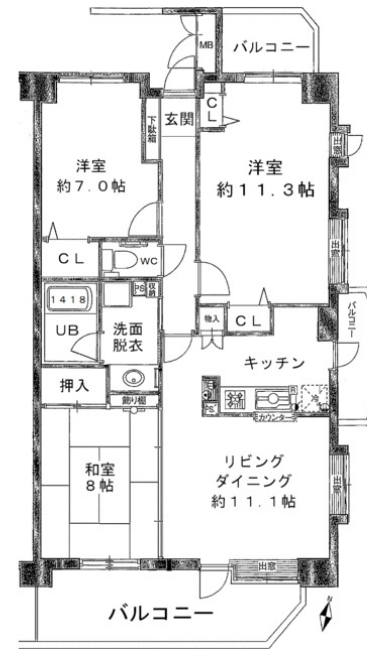 MB
バルコニー
CL
玄関
下駄箱
洋室
約7.0帖
洋室
約11.3帖
出窓
出窓
CL
WC
PS
収納
1418
UB
洗面
脱衣
物入
CL
バルコニー
キッチン
押入
飾り棚
PS
冷
カウンター
和室
8帖
リビング
ダイニング
約11.1帖
出窓
出窓
バルコニー
N